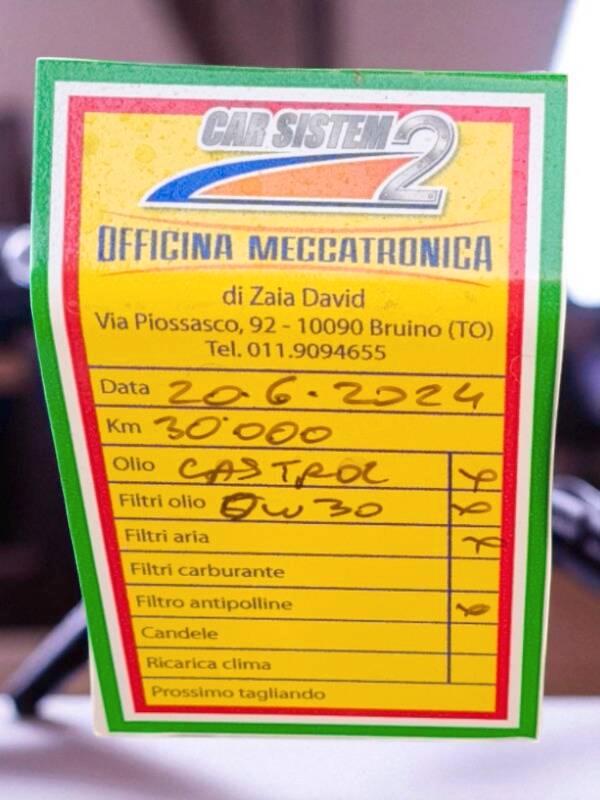 CAR SISTEM 2
OFFICINA MECCATRONICA
di Zaia David
Via Piossasco, 92 - 10090 Bruino (TO)
Tel. 011.9094655
Data 20.6.2024
Km 30'000
Olio CASTROL x
Filtri olio 0W30 x
Filtri aria x
Filtri carburante
Filtro antipolline x
Candele
Ricarica clima
Prossimo tagliando